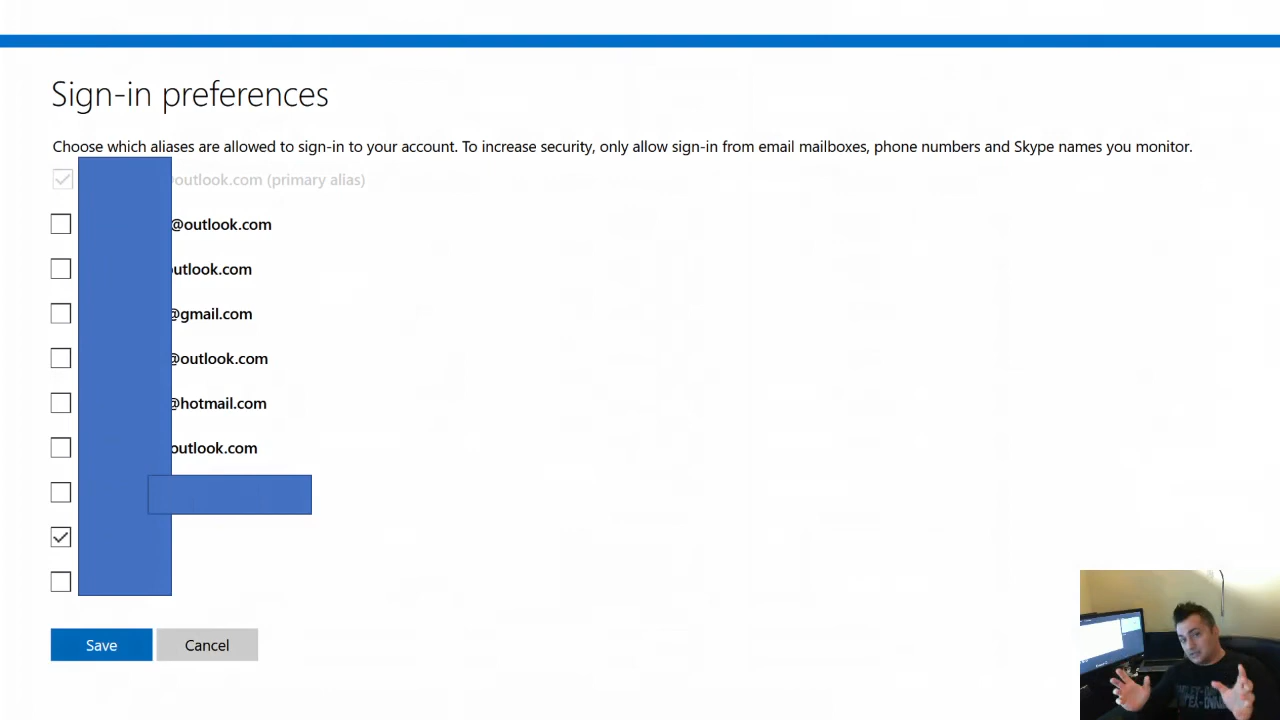 Sign-in preferences
Choose which aliases are allowed to sign-in to your account. To increase security, only allow sign-in from email mailboxes, phone numbers and Skype names you monitor.
@outlook.com (primary alias)
@outlook.com
outlook.com
@gmail.com
@outlook.com
@hotmail.com
outlook.com
Save
Cancel